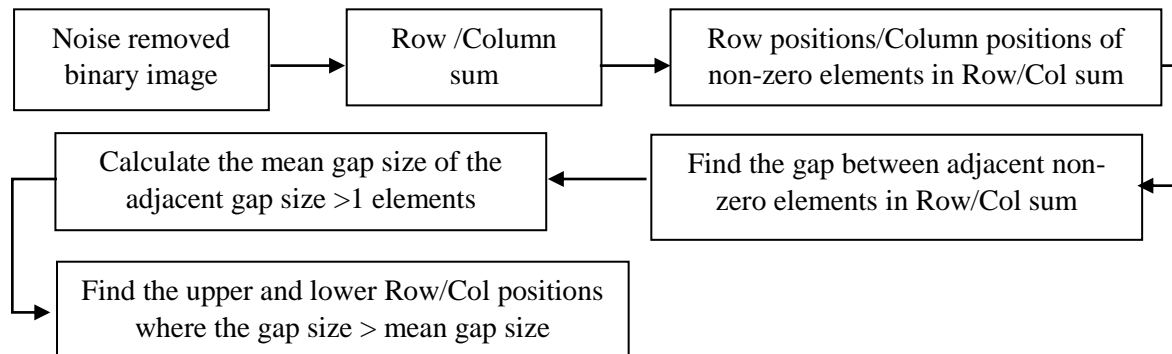 Noise removed
binary image
Row /Column
sum
Row positions/Column positions of
non-zero elements in Row/Col sum
Find the gap between adjacent non-
zero elements in Row/Col sum
Calculate the mean gap size of the
adjacent gap size >1 elements
Find the upper and lower Row/Col positions
where the gap size > mean gap size